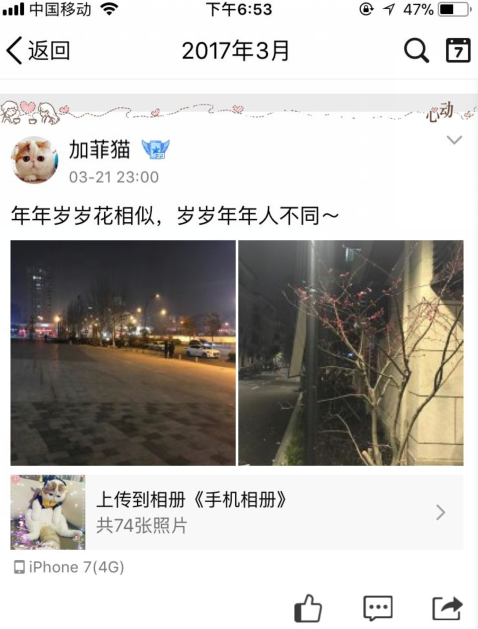 中国移动 下午6:53 47%
返回 2017年3月 7
心动
加菲猫
03-21 23:00
年年岁岁花相似，岁岁年年人不同～
上传到相册《手机相册》
共74张照片
iPhone 7(4G)